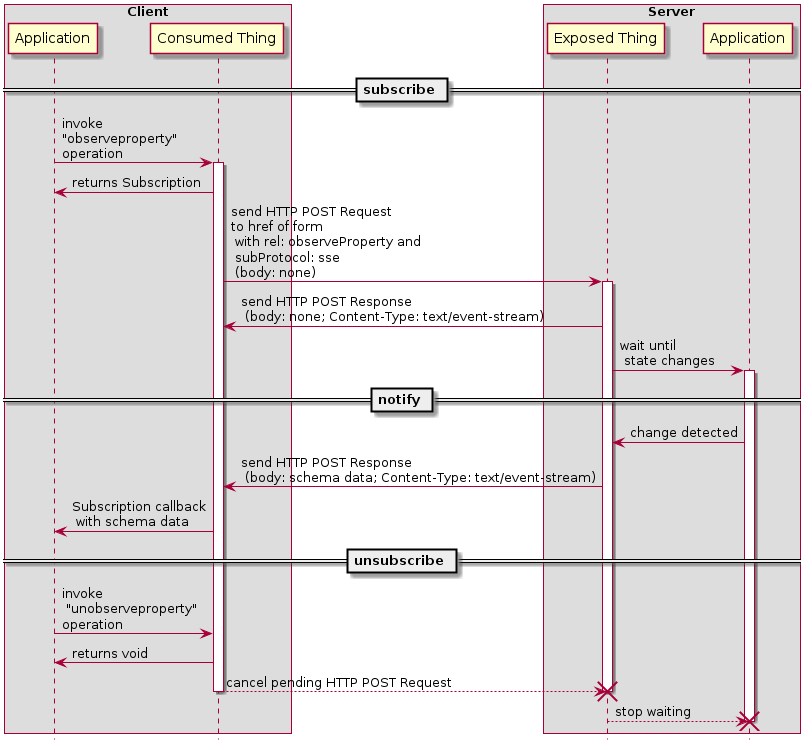 Client
Server
Application
Consumed Thing
Exposed Thing
Application
subscribe
invoke
"observeproperty"
operation
returns Subscription
send HTTP POST Request
to href of form
with rel: observeProperty and
subProtocol: sse
(body: none)
send HTTP POST Response
(body: none; Content-Type: text/event-stream)
wait until
state changes
notify
change detected
send HTTP POST Response
(body: schema data; Content-Type: text/event-stream)
Subscription callback
with schema data
unsubscribe
invoke
"unobserveproperty"
operation
returns void
cancel pending HTTP POST Request
stop waiting